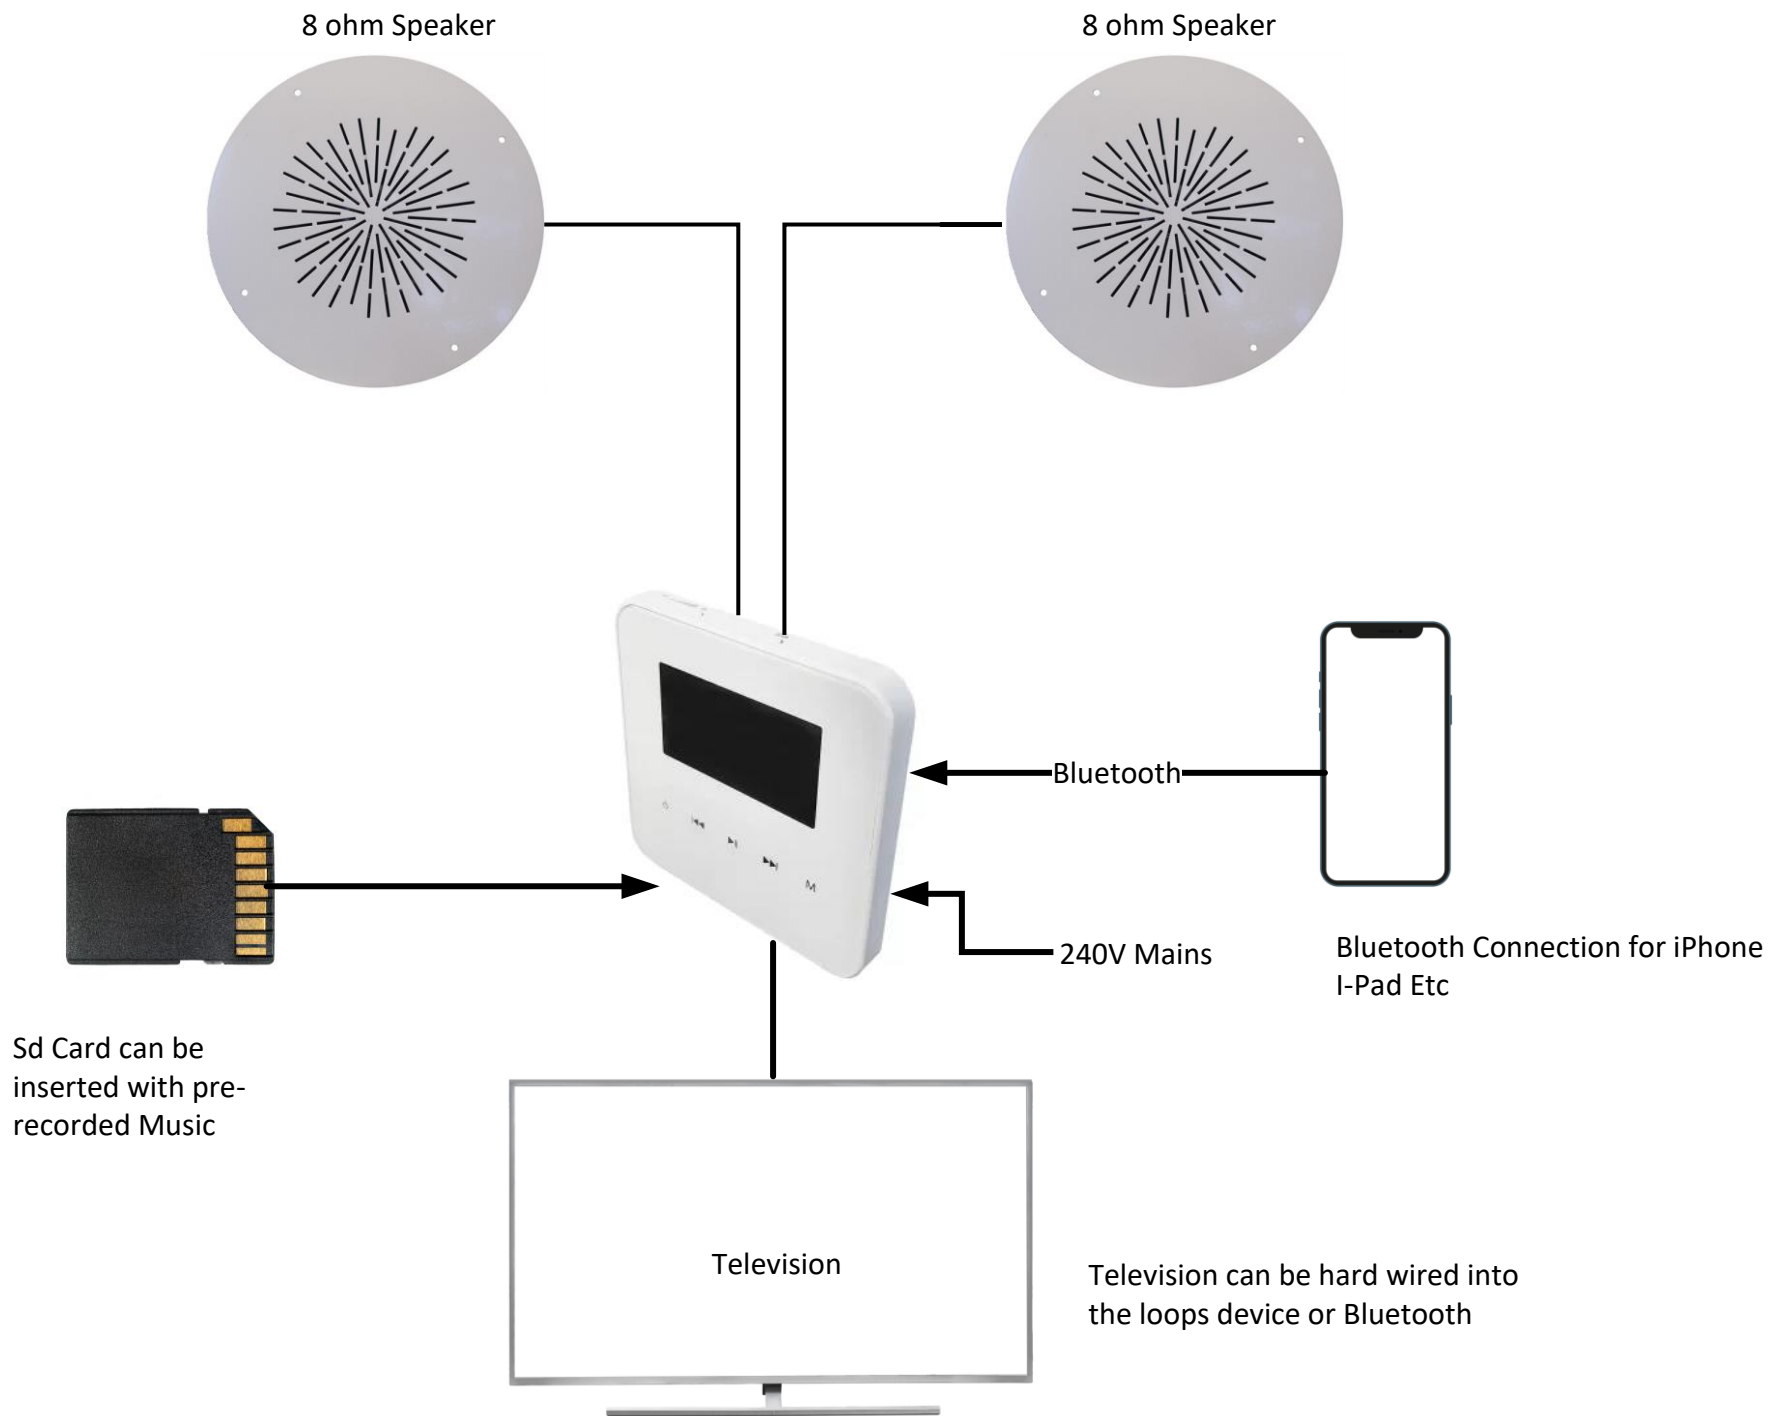 8 ohm Speaker
8 ohm Speaker
Bluetooth
M
240V Mains
Bluetooth Connection for iPhone
I-Pad Etc
Sd Card can be
inserted with pre-
recorded Music
Television
Television can be hard wired into
the loops device or Bluetooth